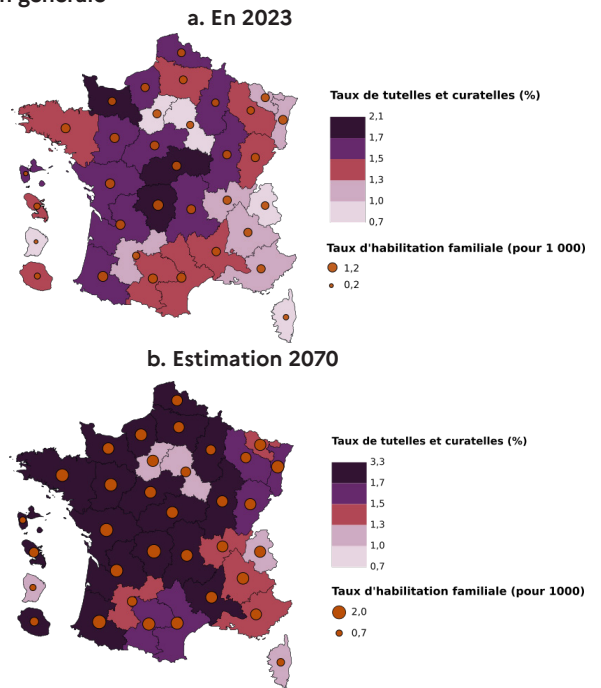 n générale
a. En 2023
Taux de tutelles et curatelles (%)
2,1
1,7
1,5
1,3
1,0
0,7
Taux d'habilitation familiale (pour 1 000)
1,2
0,2
b. Estimation 2070
Taux de tutelles et curatelles (%)
3,3
1,7
1,5
1,3
1,0
0,7
Taux d'habilitation familiale (pour 1000)
2,0
0,7